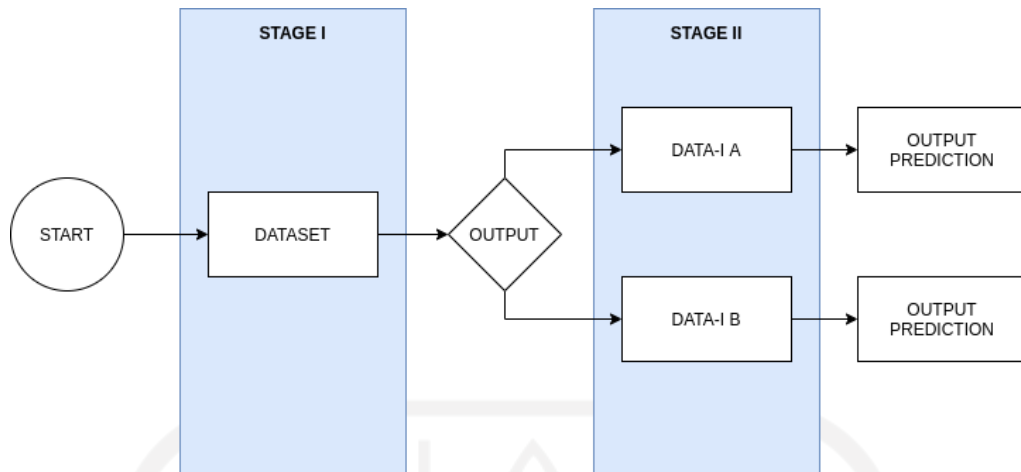 STAGE I
STAGE II
START
DATASET
OUTPUT
DATA-I A
OUTPUT
PREDICTION
DATA-I B
OUTPUT
PREDICTION